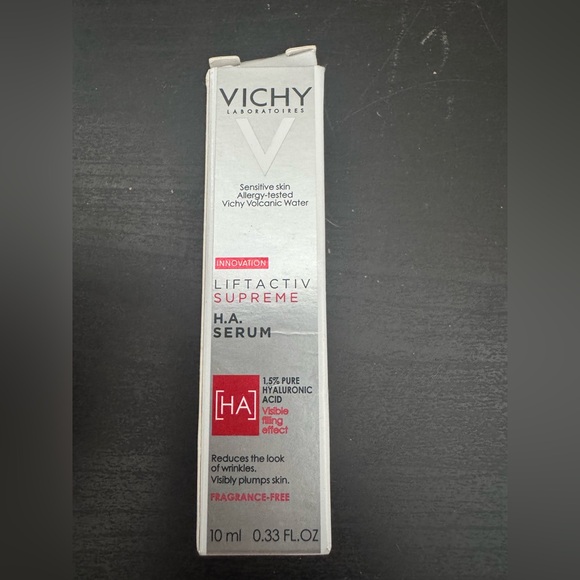 VICHY
LABORATOIRES
V
Sensitive skin
Allergy-tested
Vichy Volcanic Water
INNOVATION
LIFTACTIV
SUPREME
H.A.
SERUM
[HA]
1.5% PURE
HYALURONIC
ACID
Visible
filling
effect
Reduces the look
of wrinkles.
Visibly plumps skin.
FRAGRANCE-FREE
10 ml 0.33 FL.OZ